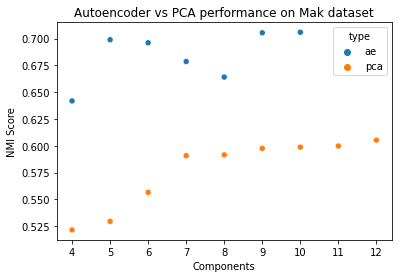 Autoencoder vs PCA performance on Mak dataset
type
ae
pca
0.700
0.675
0.650
0.625
0.600
0.575
0.550
0.525
NMI Score
4 5 6 7 8 9 10 11 12
Components